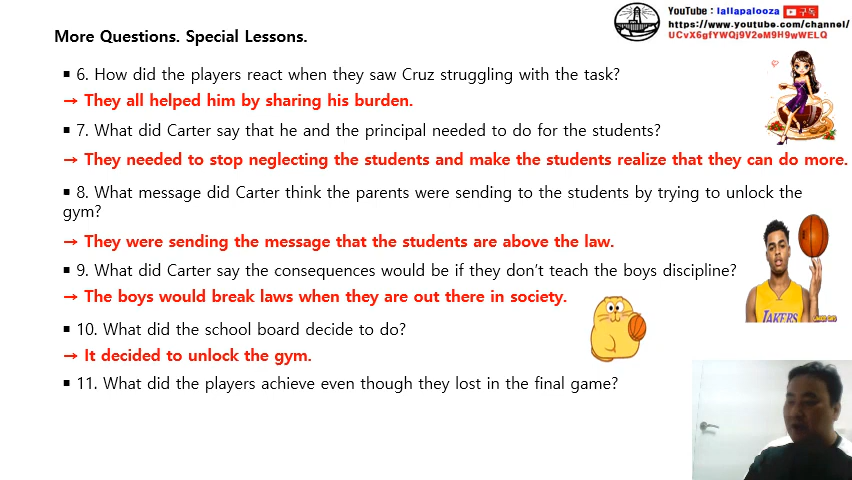 YouTube : lallapalooza 구독
https://www.youtube.com/channel/
UCvX6gfYWQj9V2eM9H9wWELQ
More Questions. Special Lessons.
▪ 6. How did the players react when they saw Cruz struggling with the task?
→ They all helped him by sharing his burden.
▪ 7. What did Carter say that he and the principal needed to do for the students?
→ They needed to stop neglecting the students and make the students realize that they can do more.
▪ 8. What message did Carter think the parents were sending to the students by trying to unlock the
gym?
→ They were sending the message that the students are above the law.
▪ 9. What did Carter say the consequences would be if they don't teach the boys discipline?
→ The boys would break laws when they are out there in society.
▪ 10. What did the school board decide to do?
→ It decided to unlock the gym.
▪ 11. What did the players achieve even though they lost in the final game?
LAKERS